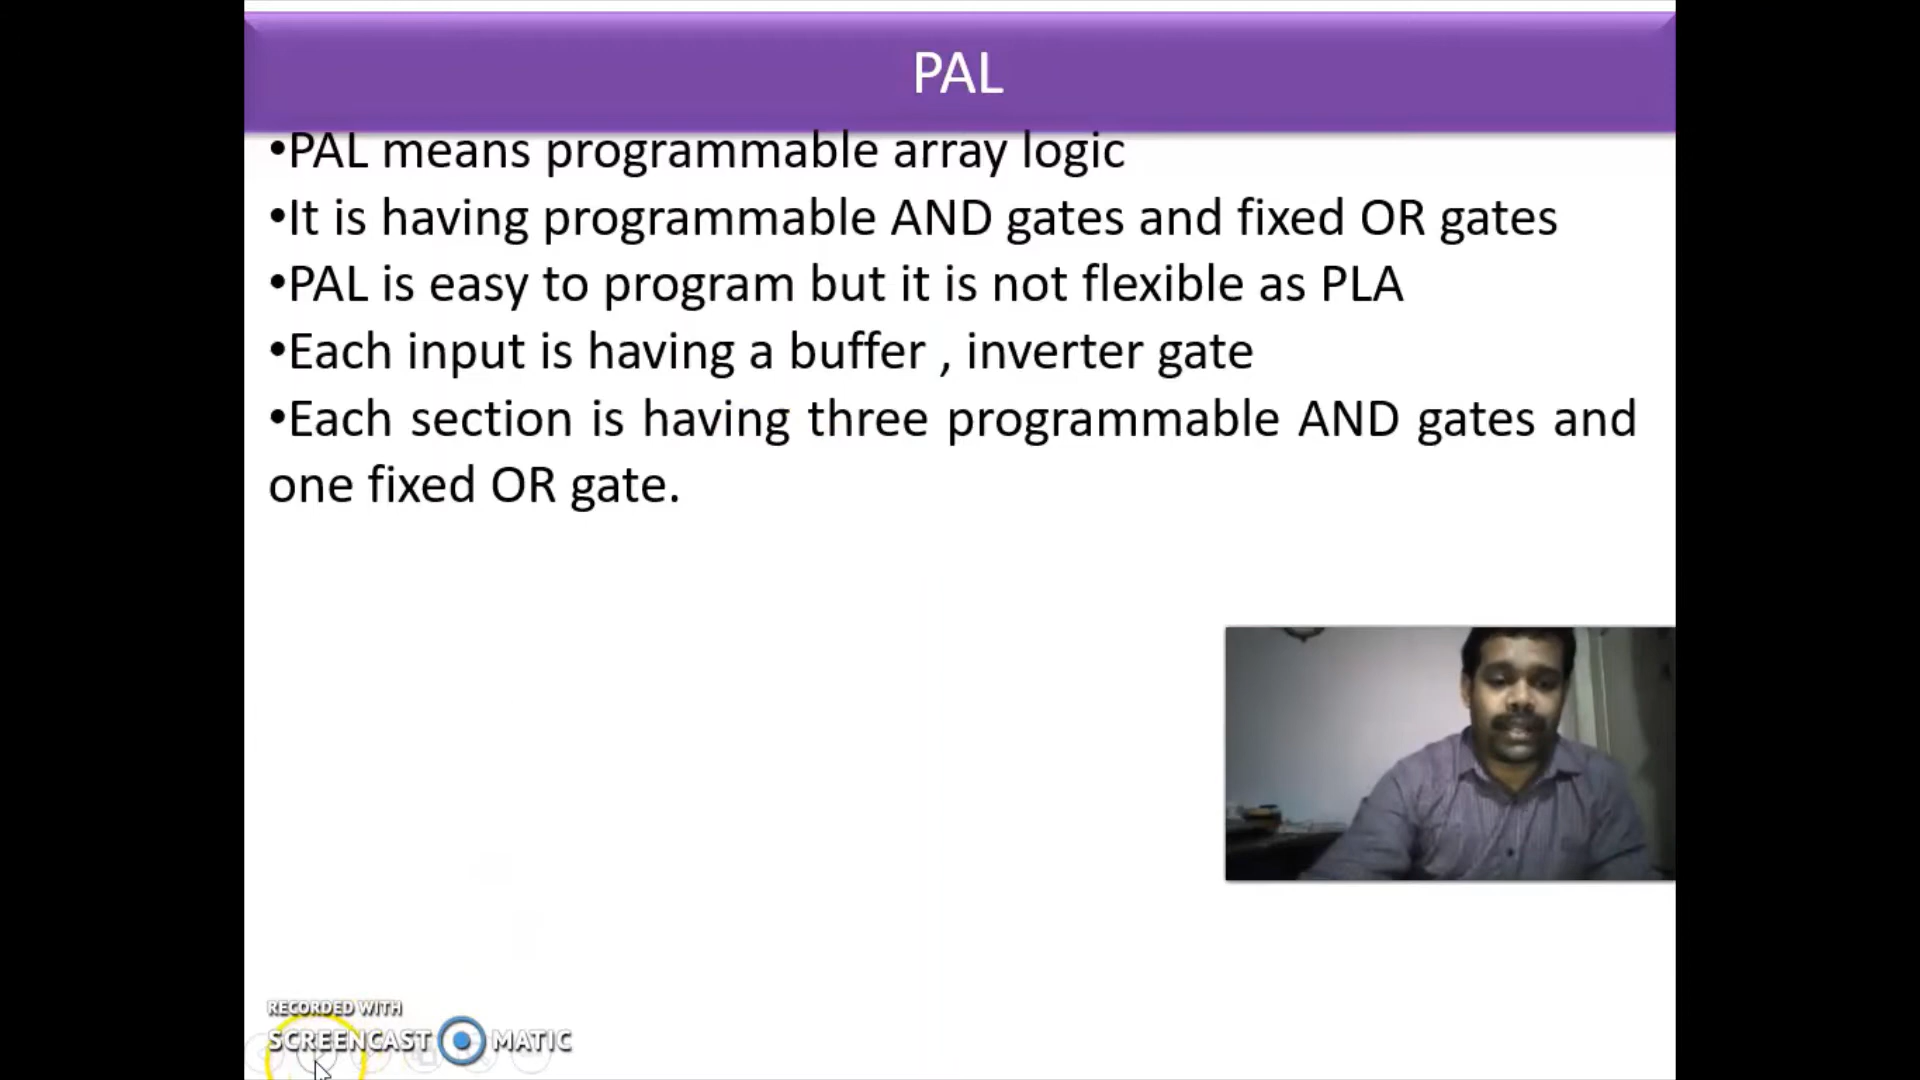 PAL
•PAL means programmable array logic
•It is having programmable AND gates and fixed OR gates
•PAL is easy to program but it is not flexible as PLA
•Each input is having a buffer , inverter gate
•Each section is having three programmable AND gates and
one fixed OR gate.
RECORDED WITH
SCREENCAST MATIC